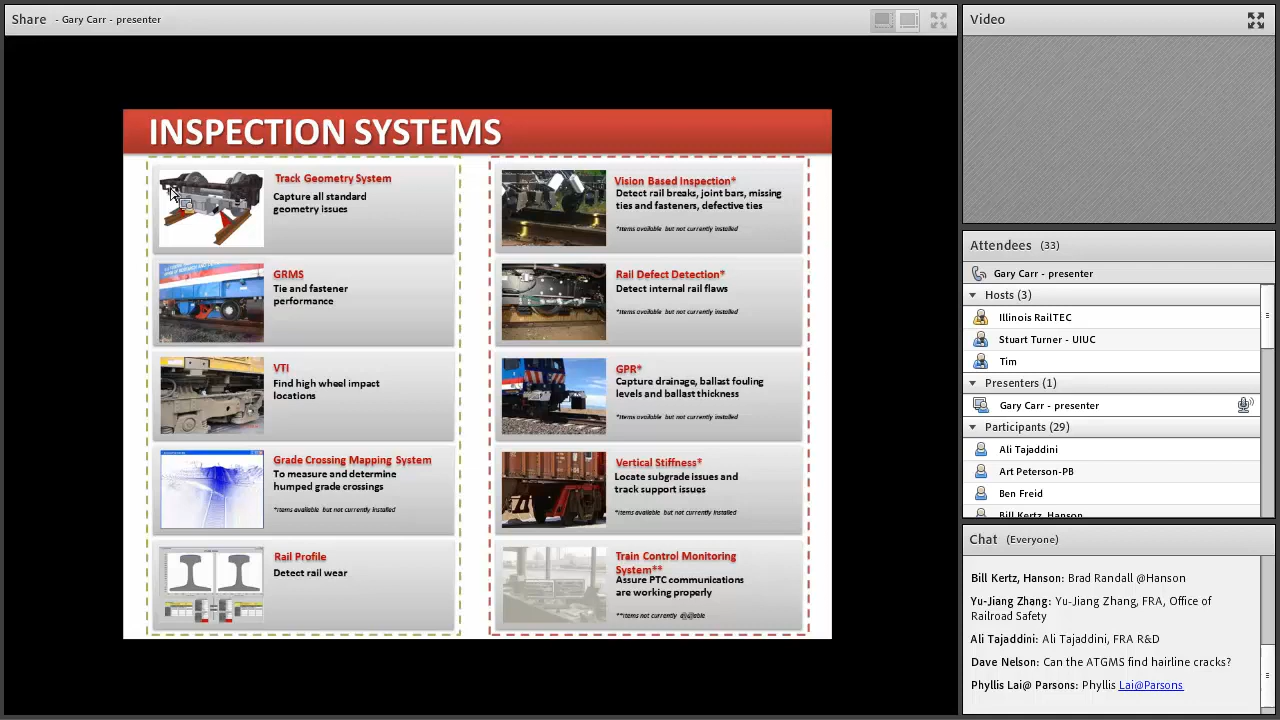 Share - Gary Carr - presenter
INSPECTION SYSTEMS
Track Geometry System
Capture all standard
geometry issues
GRMS
Tie and fastener
performance
VTI
Find high wheel impact
locations
Grade Crossing Mapping System
To measure and determine
humped grade crossings
*Items available but not currently installed
Rail Profile
Detect rail wear
Vision Based Inspection*
Detect rail breaks, joint bars, missing
ties and fasteners, defective ties
*Items available but not currently installed
Rail Defect Detection*
Detect internal rail flaws
*Items available but not currently installed
GPR*
Capture drainage, ballast fouling
levels and ballast thickness
*Items available but not currently installed
Vertical Stiffness*
Locate subgrade issues and
track support issues
*Items available but not currently installed
Train Control Monitoring
System**
Assure PTC communications
are working properly
**Items not currently
Video
Attendees (33)
Gary Carr - presenter
Hosts (3)
Illinois RailTEC
Stuart Turner - UIUC
Tim
Presenters (1)
Gary Carr - presenter
Participants (29)
Ali Tajaddini
Art Peterson-PB
Ben Freid
Bill Kertz, Hanson
Chat (Everyone)
Bill Kertz, Hanson: Brad Randall @Hanson
Yu-Jiang Zhang: Yu-Jiang Zhang, FRA, Office of
Railroad Safety
Ali Tajaddini: Ali Tajaddini, FRA R&D
Dave Nelson: Can the ATGMS find hairline cracks?
Phyllis Lai@ Parsons: Phyllis Lai@Parsons